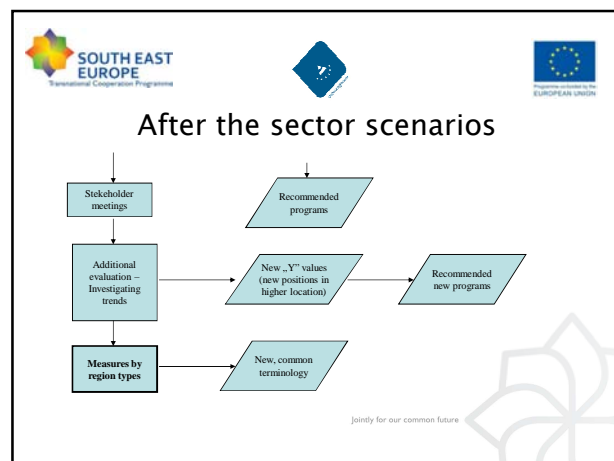 SOUTH EAST
EUROPE
Transnational Cooperation Programme
Programme co-funded by the
EUROPEAN UNION
After the sector scenarios
Stekeholder
meetings
Recommended
programs
Additional
evaluation –
Investigating
trends
New „Y” values
(new positions in
higher location)
Recommended
new programs
Measures by
region types
New, common
terminology
Jointly for our common future